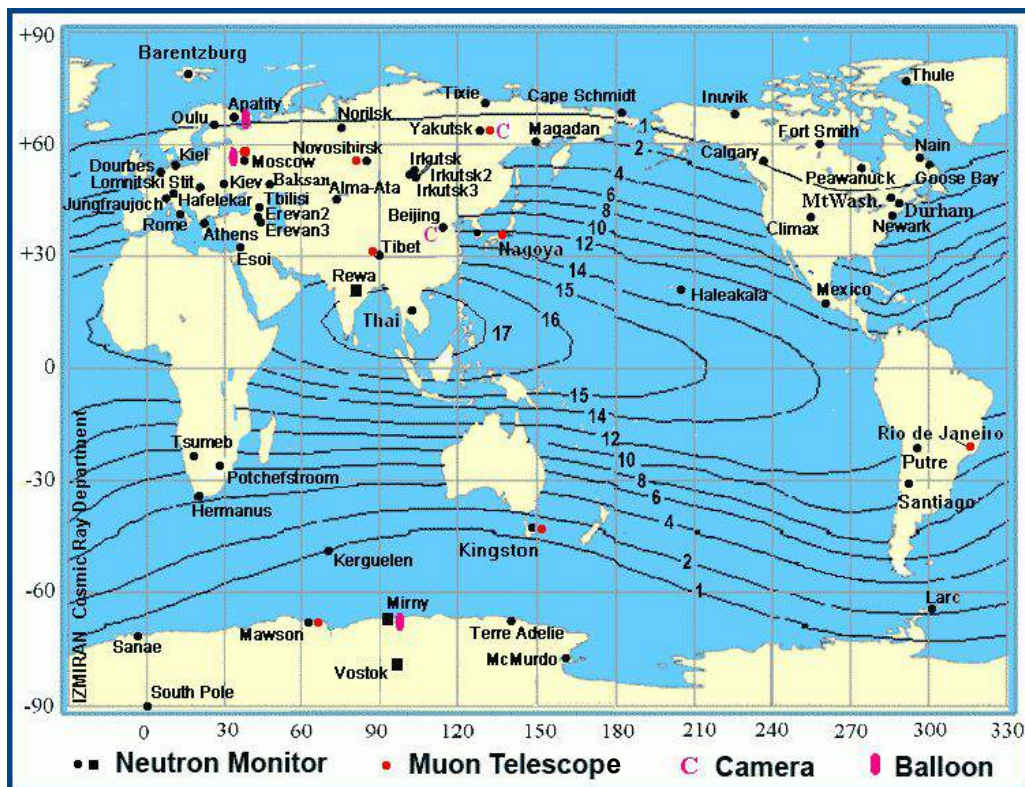 +90
Barentzburg
Thule
Tixie
Cape Schmidt
Inuvik
Apatity
Oulu
Norilsk
Yakutsk
C
Magadan
Fort Smith
1
2
+60
Kiel
Moscow
Novosibirsk
Irkutsk
Irkutsk2
Irkutsk3
Calgary
Nain
Dourbes
Lomnitski Stit
Kiev
Baksan
Alma-Ata
Peawanuck
Goose Bay
Jungfraujoch
Hafelekar
Tbilisi
MtWash.
Durham
Rome
Erevan2
Beijing
Newark
Athens
Erevan3
C
Climax
4
6
8
10
12
+30
Esoi
Tibet
Nagoya
14
15
Rewa
Haleakala
Mexico
Thai
17
16
0
15
14
12
10
8
6
4
2
1
Tsumeb
Rio de Janeiro
Potchefstroom
Putre
-30
Hermanus
Santiago
Kingston
Kerguelen
-60
Mirny
Larc
Sanae
Mawson
Terre Adelie
Vostok
McMurdo
South Pole
-90
IZMIRAN Cosmic Ray Department
0 30 60 90 120 150 180 210 240 270 300 330
Neutron Monitor
Muon Telescope
C Camera
Balloon